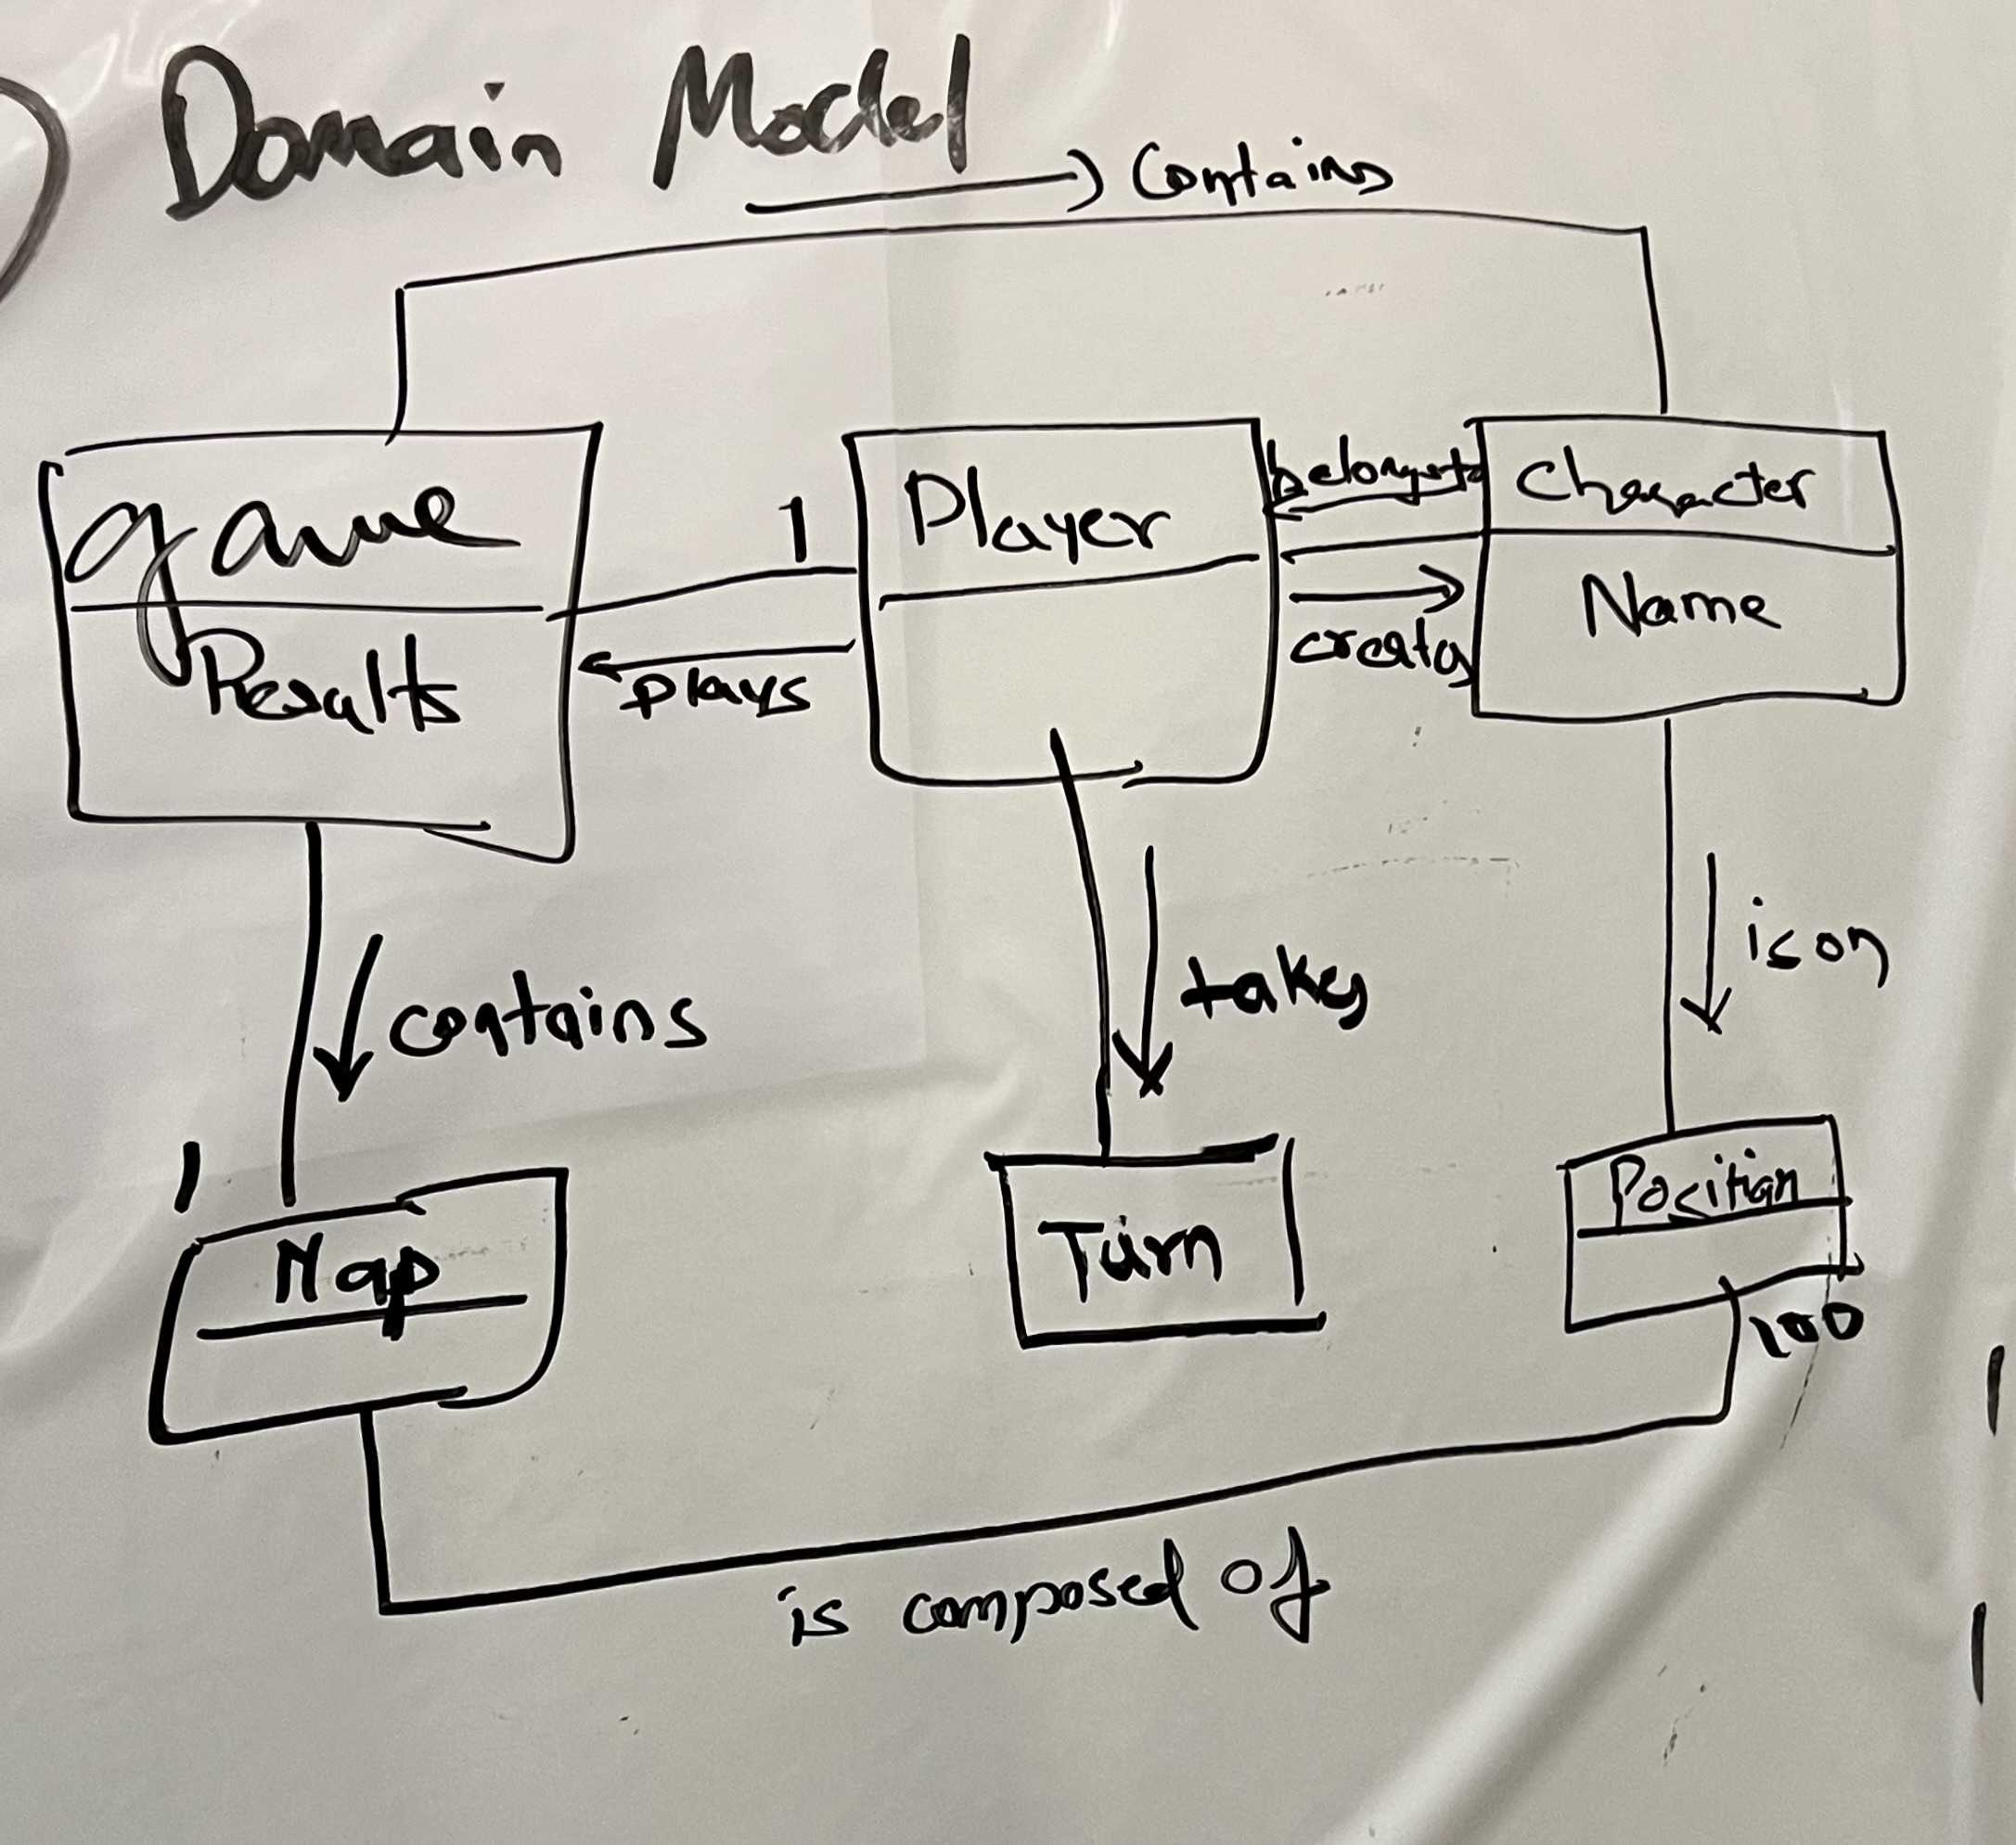 Domain Model
Contains
game
Results
1
plays
Player
belongs to
creates
Character
Name
contains
takes
is on
1
Map
Turn
Position
100
is composed of